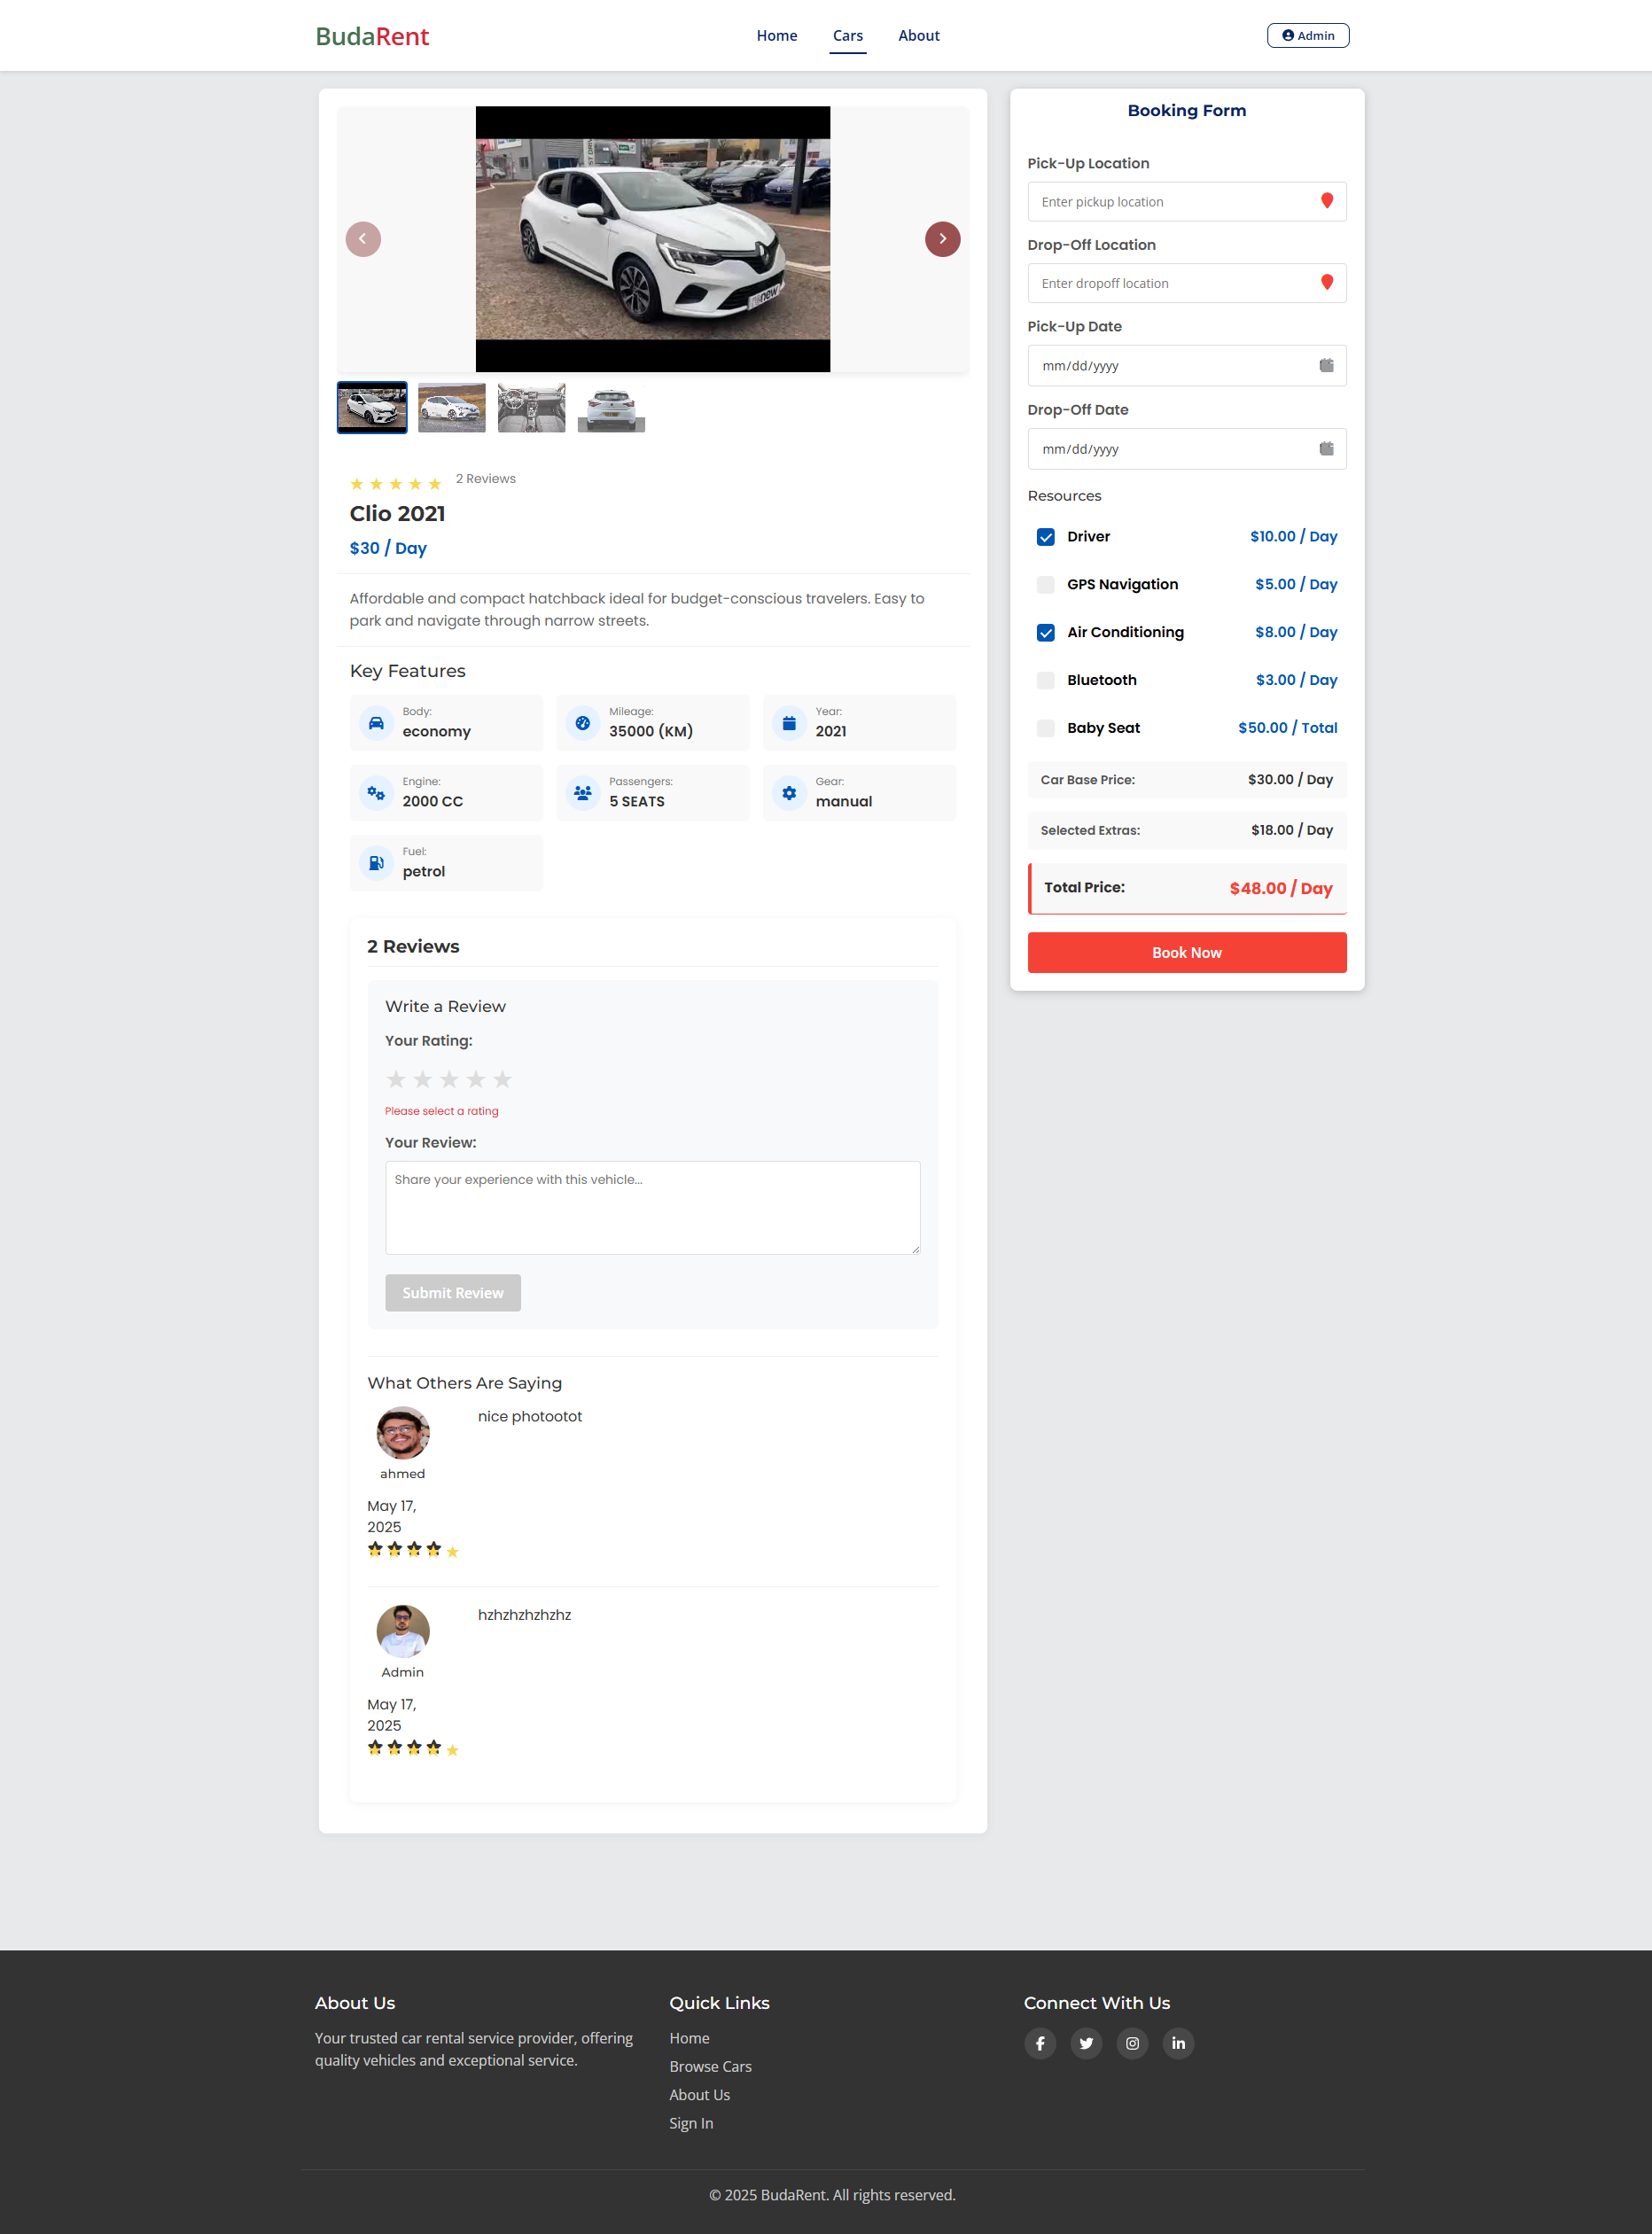 BudaRent
Home
Cars
About
Admin
2 Reviews
Clio 2021
$30 / Day
Affordable and compact hatchback ideal for budget-conscious travelers. Easy to
park and navigate through narrow streets.
Key Features
Body:
economy
Mileage:
35000 (KM)
Year:
2021
Engine:
2000 CC
Passengers:
5 SEATS
Gear:
manual
Fuel:
petrol
2 Reviews
Write a Review
Your Rating:
Please select a rating
Your Review:
Share your experience with this vehicle...
Submit Review
What Others Are Saying
nice photootot
ahmed
May 17,
2025
hzhzhzhzhzhz
Admin
May 17,
2025
Booking Form
Pick-Up Location
Enter pickup location
Drop-Off Location
Enter dropoff location
Pick-Up Date
mm/dd/yyyy
Drop-Off Date
mm/dd/yyyy
Resources
Driver
$10.00 / Day
GPS Navigation
$5.00 / Day
Air Conditioning
$8.00 / Day
Bluetooth
$3.00 / Day
Baby Seat
$50.00 / Total
Car Base Price:
$30.00 / Day
Selected Extras:
$18.00 / Day
Total Price:
$48.00 / Day
Book Now
About Us
Your trusted car rental service provider, offering
quality vehicles and exceptional service.
Quick Links
Home
Browse Cars
About Us
Sign In
Connect With Us
© 2025 BudaRent. All rights reserved.